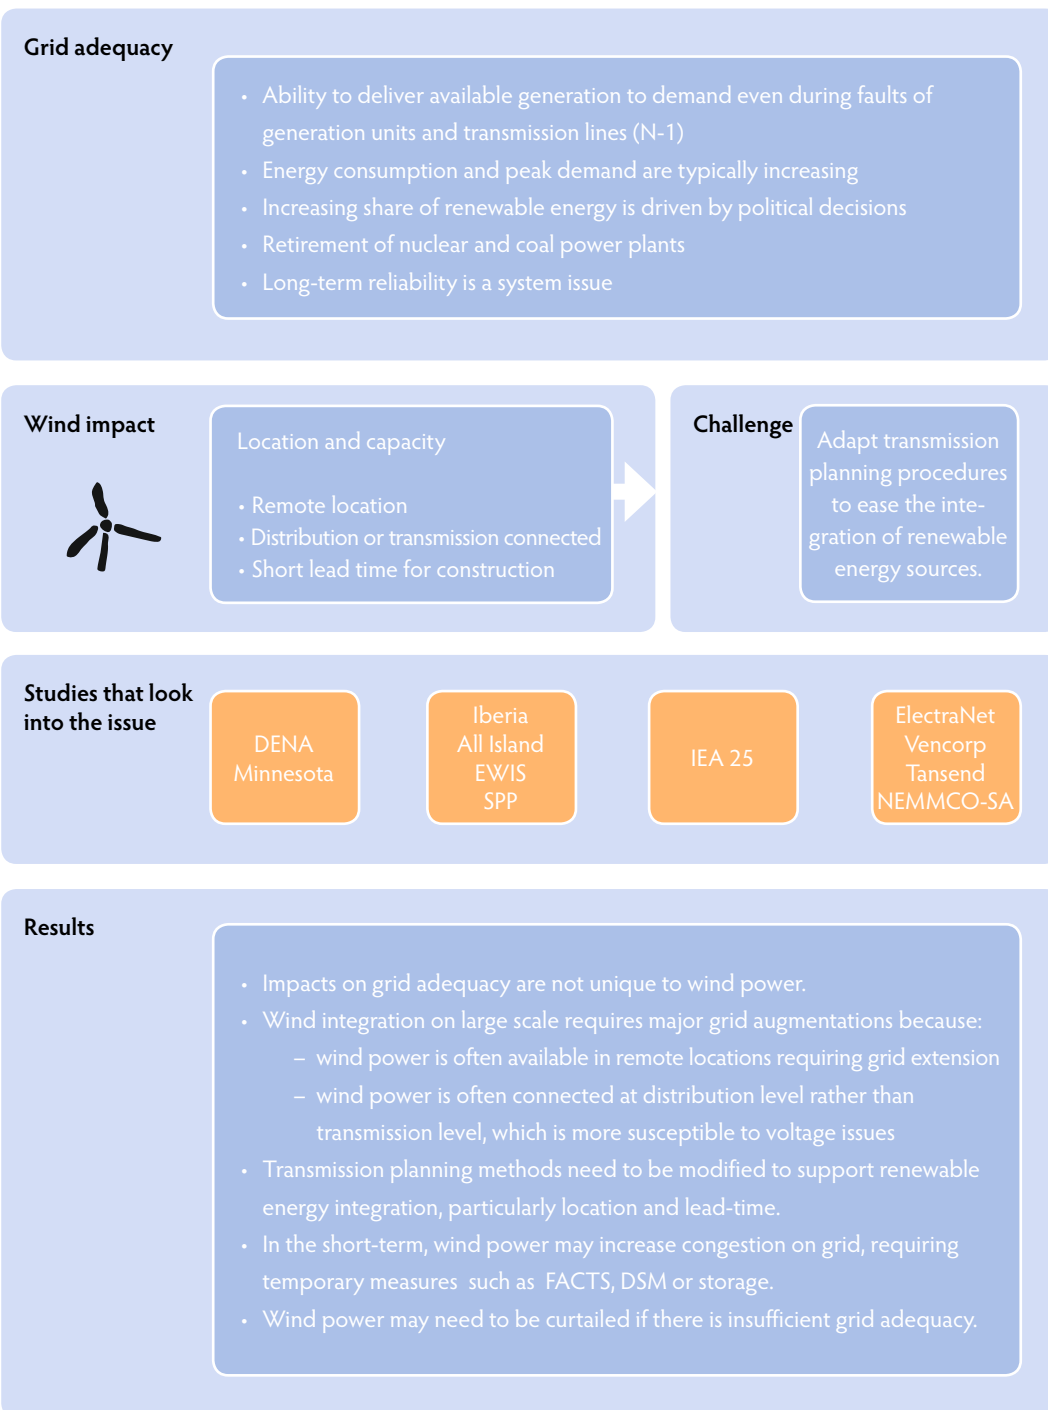 Grid adequacy
• Ability to deliver available generation to demand even during faults of
generation units and transmission lines (N-1)
• Energy consumption and peak demand are typically increasing
• Increasing share of renewable energy is driven by political decisions
• Retirement of nuclear and coal power plants
• Long-term reliability is a system issue
Wind impact
Location and capacity
• Remote location
• Distribution or transmission connected
• Short lead time for construction
Challenge
Adapt transmission
planning procedures
to ease the inte-
gration of renewable
energy sources.
Studies that look
into the issue
DENA
Minnesota
Iberia
All Island
EWIS
SPP
IEA 25
ElectraNet
Vencorp
Tansend
NEMMCO-SA
Results
• Impacts on grid adequacy are not unique to wind power.
• Wind integration on large scale requires major grid augmentations because:
– wind power is often available in remote locations requiring grid extension
– wind power is often connected at distribution level rather than
transmission level, which is more susceptible to voltage issues
• Transmission planning methods need to be modified to support renewable
energy integration, particularly location and lead-time.
• In the short-term, wind power may increase congestion on grid, requiring
temporary measures such as FACTS, DSM or storage.
• Wind power may need to be curtailed if there is insufficient grid adequacy.